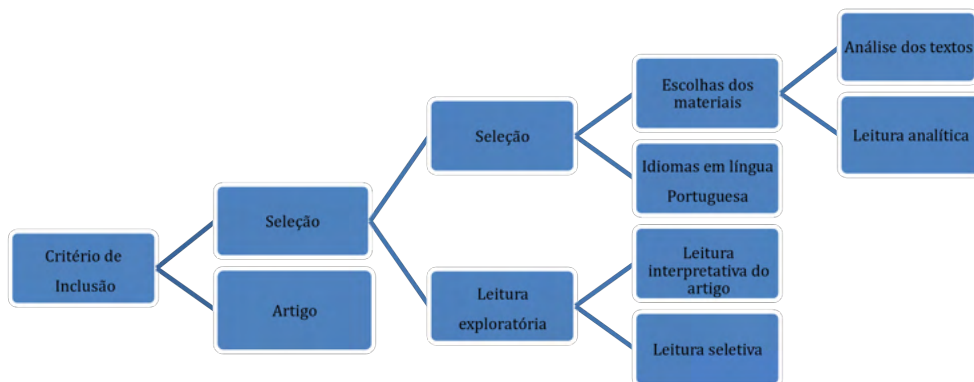 Critério de
Inclusão
Seleção
Artigo
Seleção
Leitura
exploratória
Escolhas dos
materiais
Idiomas em língua
Portuguesa
Leitura
interpretativa do
artigo
Leitura seletiva
Análise dos textos
Leitura analítica